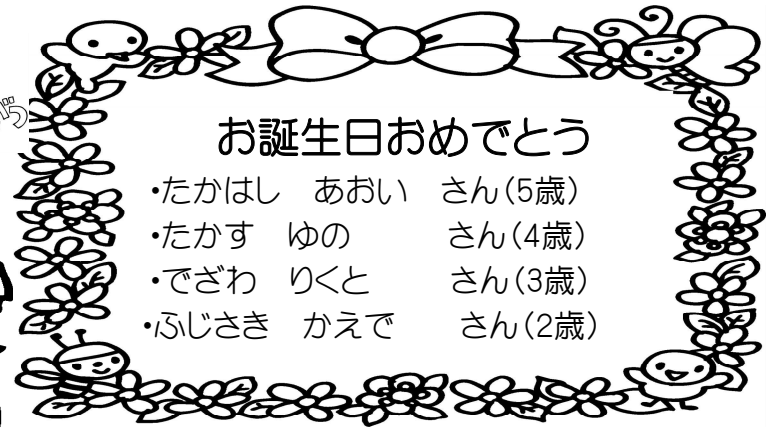 お誕生日おめでとう
・たかはし　あおい　さん（5歳）
・たかす　ゆの　さん（4歳）
・でざわ　りくと　さん（3歳）
・ふじさき　かえで　さん（2歳）